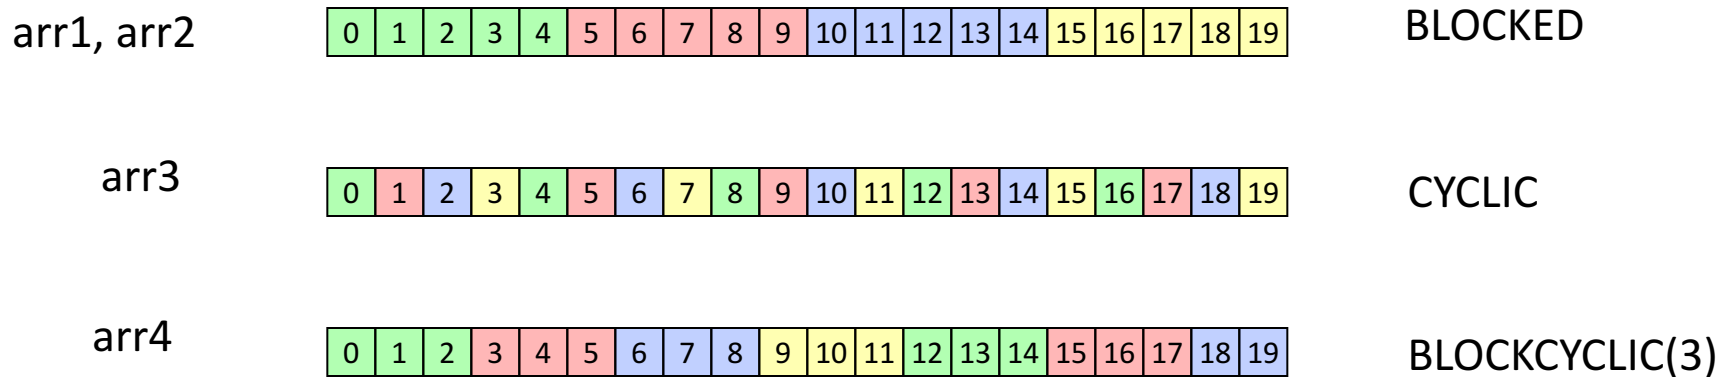 arr1, arr2 0 1 2 3 4 5 6 7 8 9 10 11 12 13 14 15 16 17 18 19 BLOCKED
arr3 0 1 2 3 4 5 6 7 8 9 10 11 12 13 14 15 16 17 18 19 CYCLIC
arr4 0 1 2 3 4 5 6 7 8 9 10 11 12 13 14 15 16 17 18 19 BLOCKCYCLIC(3)